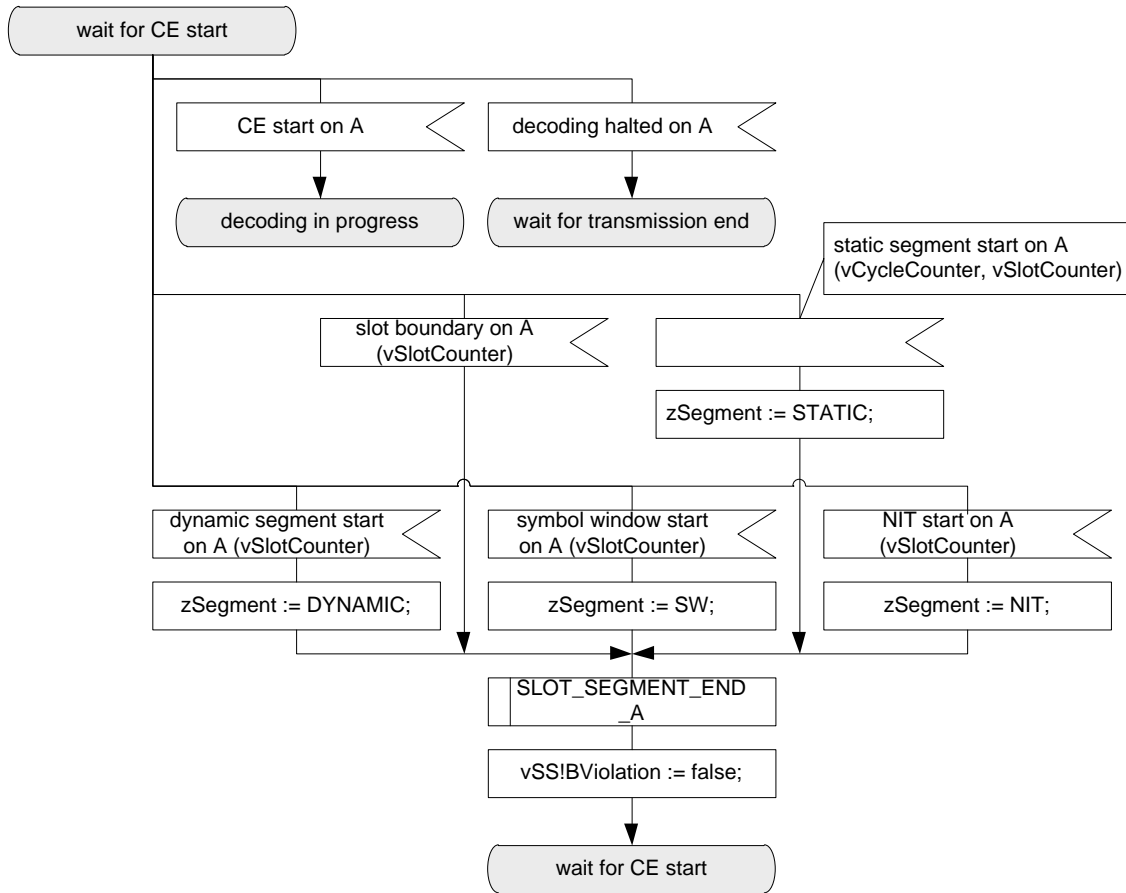 wait for CE start
CE start on A
decoding halted on A
decoding in progress
wait for transmission end
static segment start on A
(vCycleCounter, vSlotCounter)
slot boundary on A
(vSlotCounter)
zSegment := STATIC;
dynamic segment start
on A (vSlotCounter)
symbol window start
on A (vSlotCounter)
NIT start on A
(vSlotCounter)
zSegment := DYNAMIC;
zSegment := SW;
zSegment := NIT;
SLOT_SEGMENT_END
_A
vSS!BViolation := false;
wait for CE start